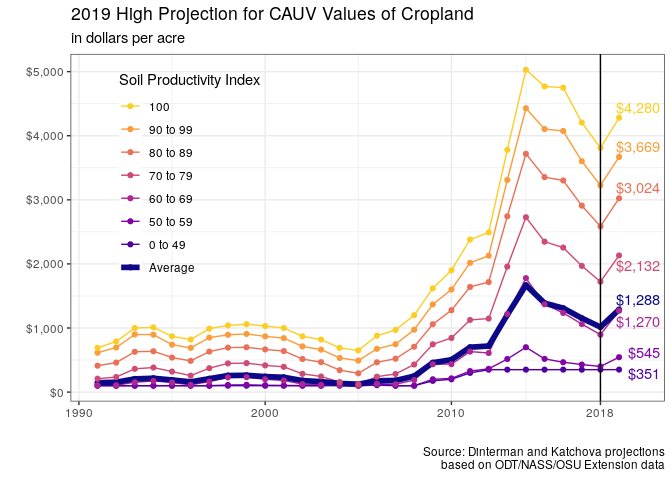 2019 High Projection for CAUV Values of Cropland
in dollars per acre
$5,000
$4,000
$3,000
$2,000
$1,000
$0
Soil Productivity Index
100
90 to 99
80 to 89
70 to 79
60 to 69
50 to 59
0 to 49
Average
$4,280
$3,669
$3,024
$2,132
$1,288
$1,270
$545
$351
1990
2000
2010
2018
Source: Dinterman and Katchova projections
based on ODT/NASS/OSU Extension data